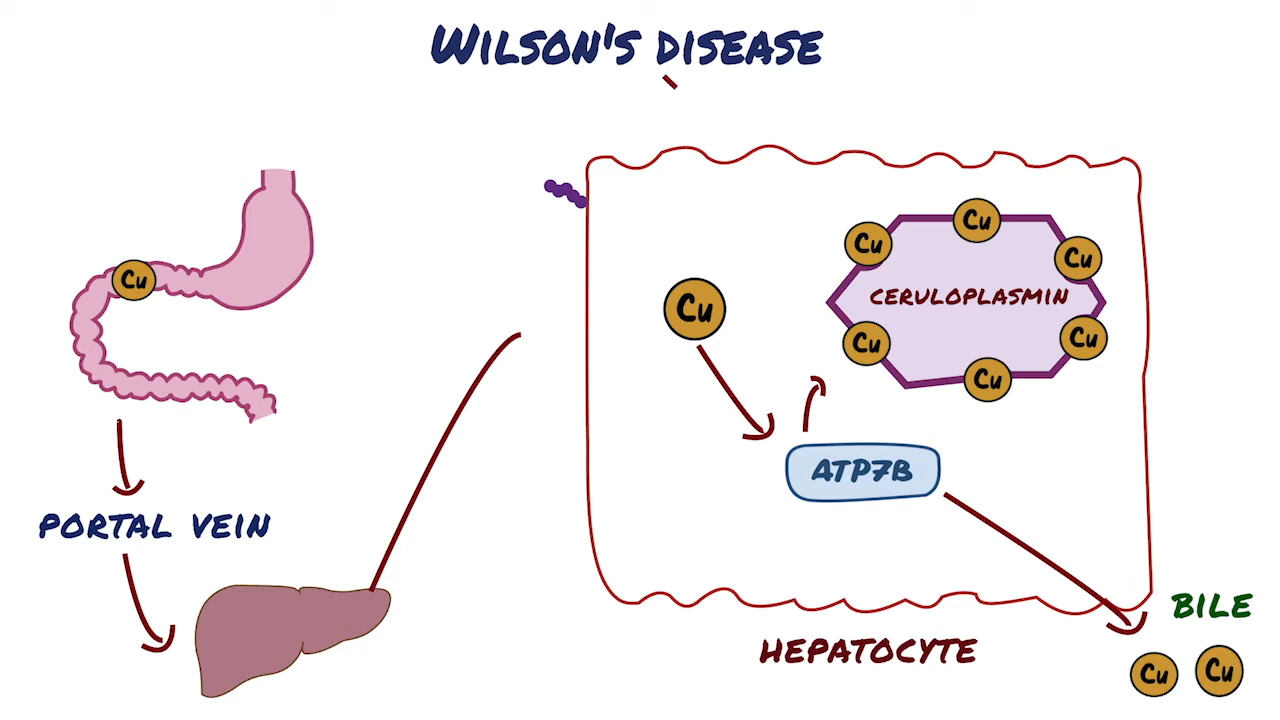 WILSON'S DISEASE
Cu
PORTAL VEIN
Cu
Cu
Cu
Cu
CERULOPLASMIN
Cu
Cu
Cu
ATP7B
HEPATOCYTE
BILE
Cu
Cu